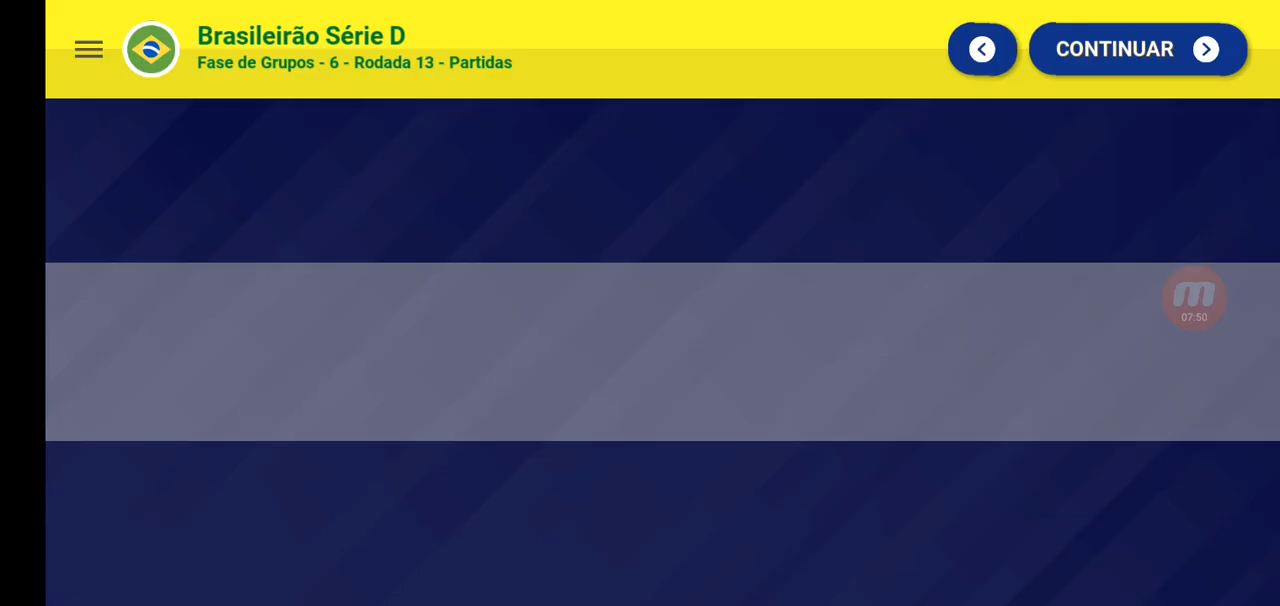 Brasileirão Série D
Fase de Grupos - 6 - Rodada 13 - Partidas
CONTINUAR
m
07:50